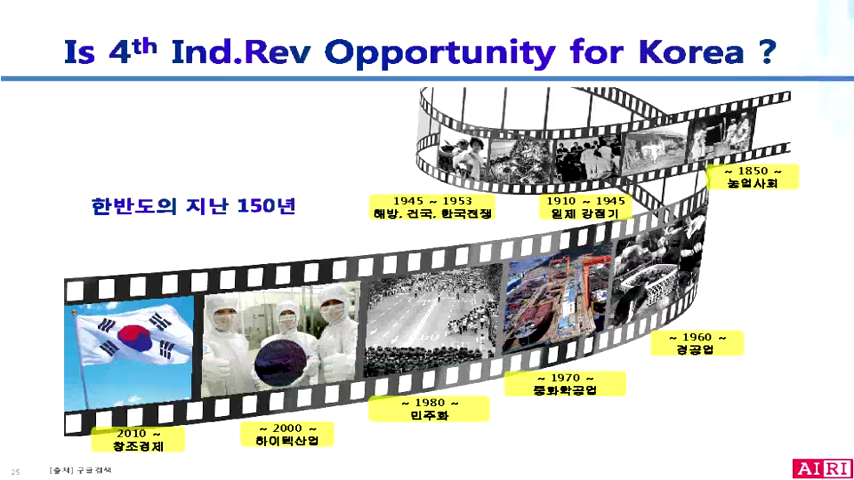 Is 4th Ind.Rev Opportunity for Korea ?
한반도의 지난 150년
~ 1850 ~
농업사회
1910 ~ 1945
일제 강점기
1945 ~ 1953
해방, 건국, 한국전쟁
~ 1960 ~
경공업
~ 1970 ~
중화학공업
~ 1980 ~
민주화
~ 2000 ~
하이텍산업
2010 ~
창조경제
25
[출처] 구글검색
AIRI